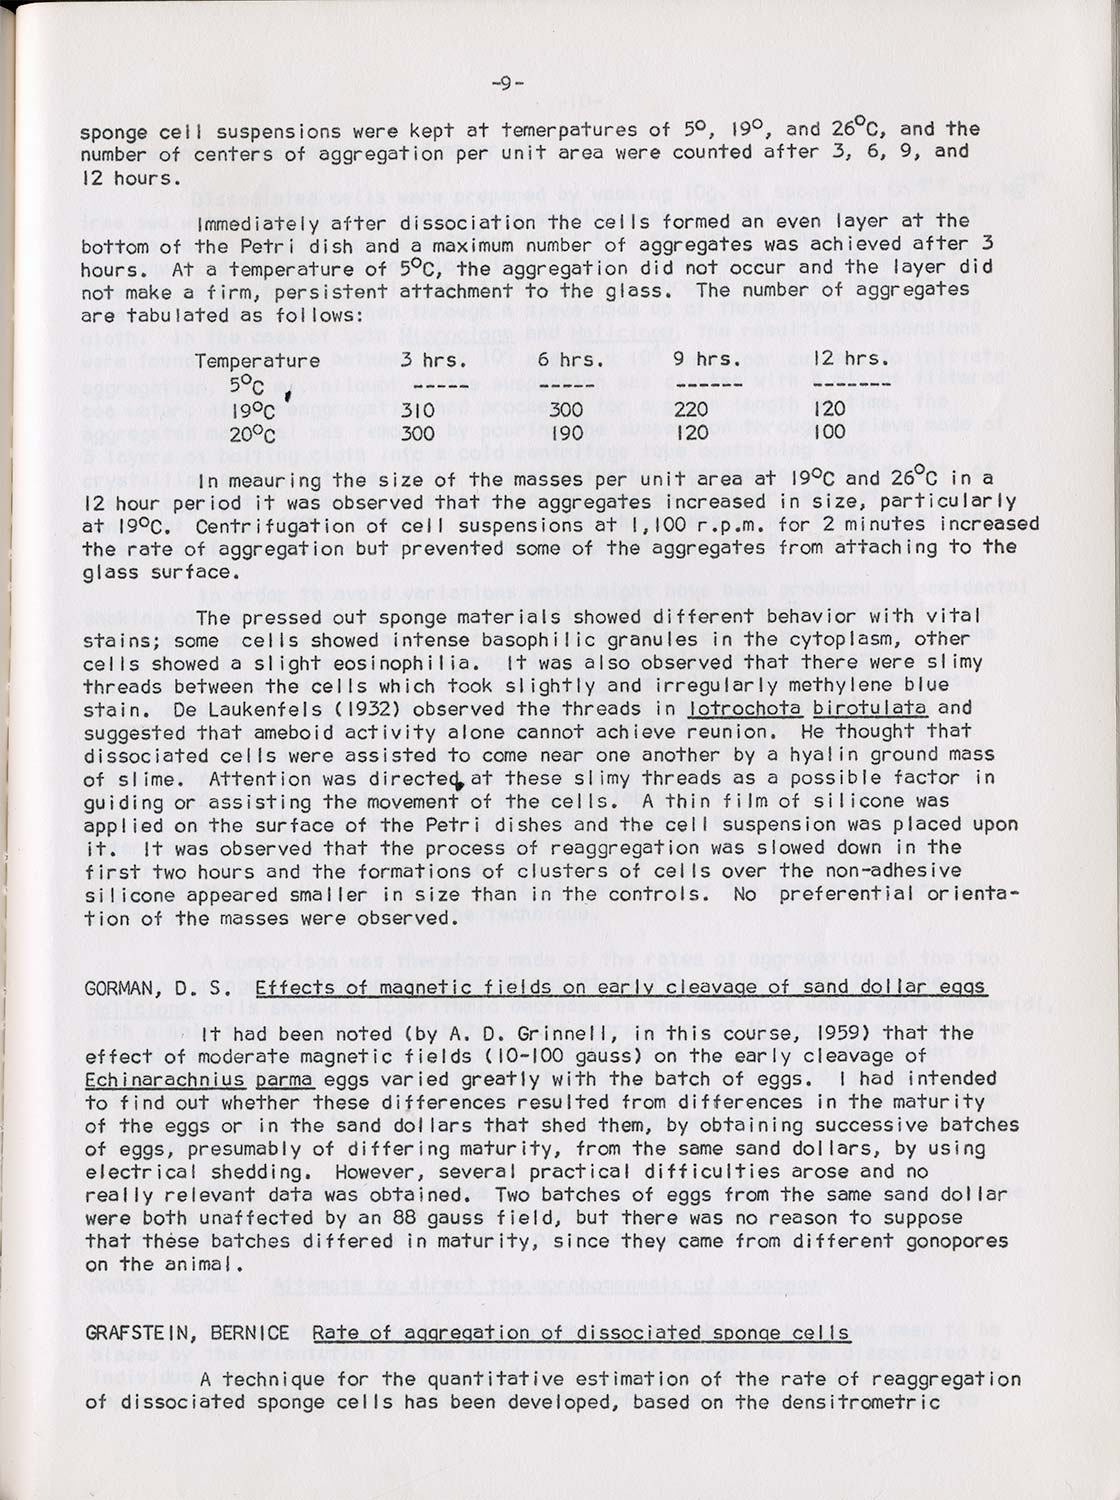 -9-
sponge cell suspensions were kept at temerpatures of 5°, 19°, and 26°C, and the
number of centers of aggregation per unit area were counted after 3, 6, 9, and
12 hours.
Immediately after dissociation the cells formed an even layer at the
bottom of the Petri dish and a maximum number of aggregates was achieved after 3
hours. At a temperature of 5°C, the aggregation did not occur and the layer did
not make a firm, persistent attachment to the glass. The number of aggregates
are tabulated as follows:
Temperature 3 hrs. 6 hrs. 9 hrs. 12 hrs.
5°C ------- ------- ------- --------
19°C 310 300 220 120
20°C 300 190 120 100
In meauring the size of the masses per unit area at 19°C and 26°C in a
12 hour period it was observed that the aggregates increased in size, particularly
at 19°C. Centrifugation of cell suspensions at 1,100 r.p.m. for 2 minutes increased
the rate of aggregation but prevented some of the aggregates from attaching to the
glass surface.
The pressed out sponge materials showed different behavior with vital
stains; some cells showed intense basophilic granules in the cytoplasm, other
cells showed a slight eosinophilia. It was also observed that there were slimy
threads between the cells which took slightly and irregularly methylene blue
stain. De Laukenfels (1932) observed the threads in Iotrochota birotulata and
suggested that ameboid activity alone cannot achieve reunion. He thought that
dissociated cells were assisted to come near one another by a hyalin ground mass
of slime. Attention was directed, at these slimy threads as a possible factor in
guiding or assisting the movement of the cells. A thin film of silicone was
applied on the surface of the Petri dishes and the cell suspension was placed upon
it. It was observed that the process of reaggregation was slowed down in the
first two hours and the formations of clusters of cells over the non-adhesive
silicone appeared smaller in size than in the controls. No preferential orienta-
tion of the masses were observed.
GORMAN, D. S. Effects of magnetic fields on early cleavage of sand dollar eggs
It had been noted (by A. D. Grinnell, in this course, 1959) that the
effect of moderate magnetic fields (10-100 gauss) on the early cleavage of
Echinarachnius parma eggs varied greatly with the batch of eggs. I had intended
to find out whether these differences resulted from differences in the maturity
of the eggs or in the sand dollars that shed them, by obtaining successive batches
of eggs, presumably of differing maturity, from the same sand dollars, by using
electrical shedding. However, several practical difficulties arose and no
really relevant data was obtained. Two batches of eggs from the same sand dollar
were both unaffected by an 88 gauss field, but there was no reason to suppose
that these batches differed in maturity, since they came from different gonopores
on the animal.
GRAFSTEIN, BERNICE Rate of aggregation of dissociated sponge cells
A technique for the quantitative estimation of the rate of reaggregation
of dissociated sponge cells has been developed, based on the densitrometric